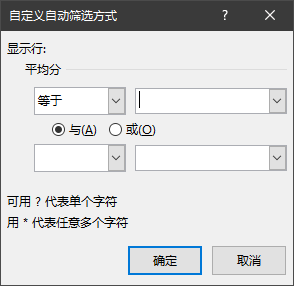 自定义自动筛选方式 ?
显示行:
平均分
等于
与(A) 或(O)
可用 ? 代表单个字符
用 * 代表任意多个字符
确定 取消